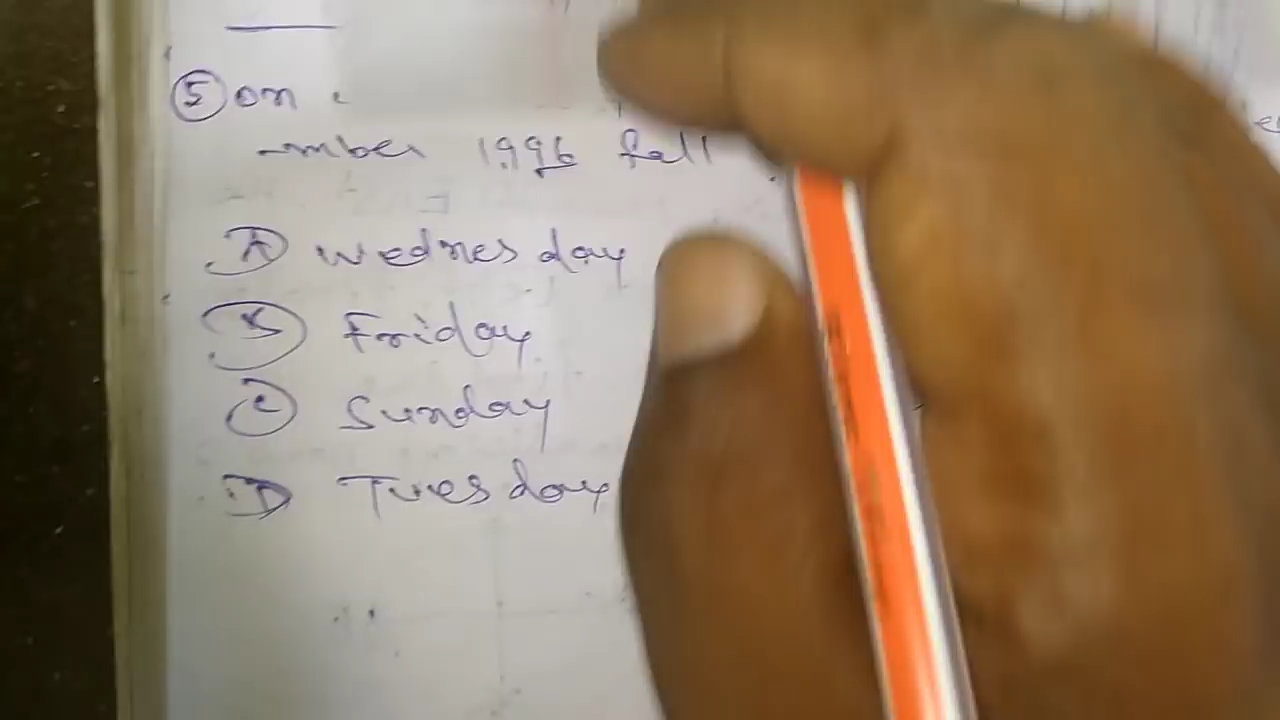 5 on
mber 1996 fall
A Wednesday
B Friday
C Sunday
D Tuesday